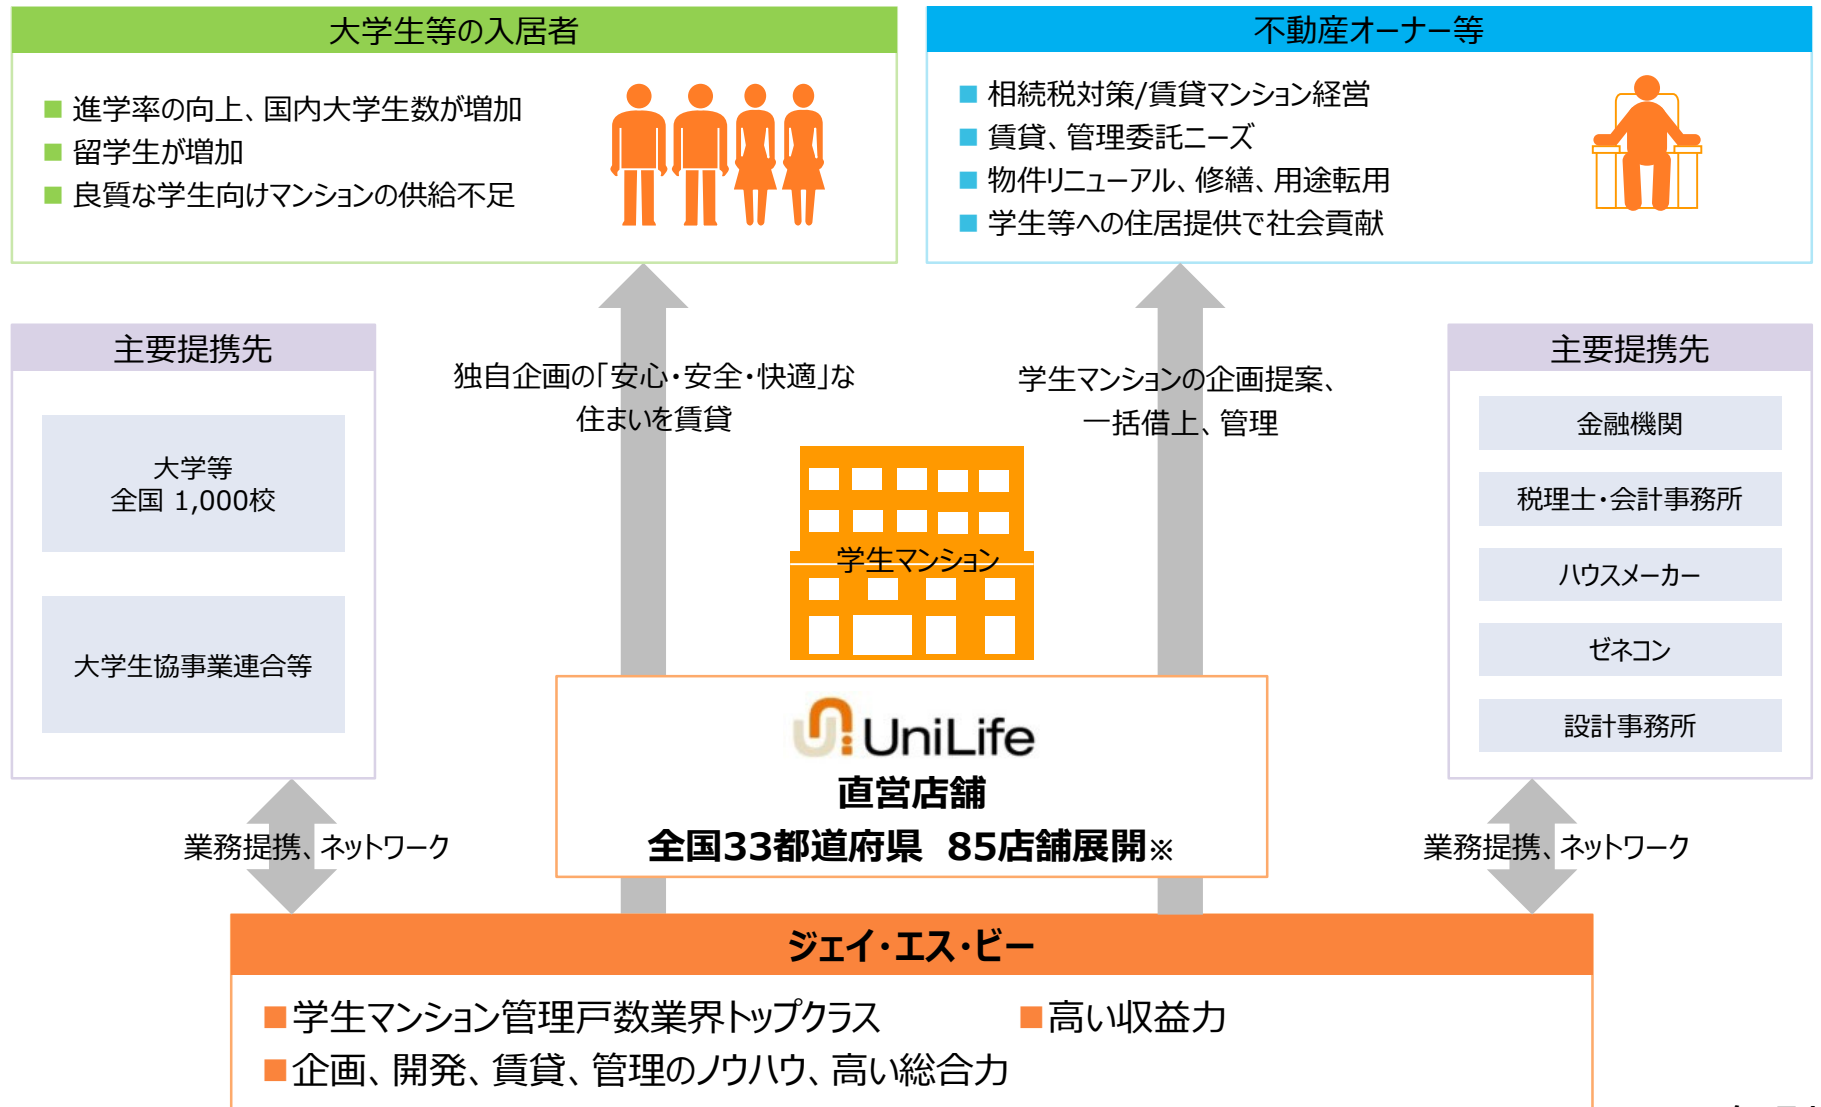 大学生等の入居者
■ 進学率の向上、国内大学生数が増加
■ 留学生が増加
■ 良質な学生向けマンションの供給不足
不動産オーナー等
■ 相続税対策/賃貸マンション経営
■ 賃貸、管理委託ニーズ
■ 物件リニューアル、修繕、用途転用
■ 学生等への住居提供で社会貢献
主要提携先
大学等
全国 1,000校
大学生協事業連合等
独自企画の「安心・安全・快適」な
住まいを賃貸
学生マンションの企画提案、
一括借上、管理
主要提携先
金融機関
税理士・会計事務所
ハウスメーカー
ゼネコン
設計事務所
学生マンション
UniLife
直営店舗
全国33都道府県 85店舗展開※
業務提携、ネットワーク
業務提携、ネットワーク
ジェイ・エス・ビー
■学生マンション管理戸数業界トップクラス
■高い収益力
■企画、開発、賃貸、管理のノウハウ、高い総合力